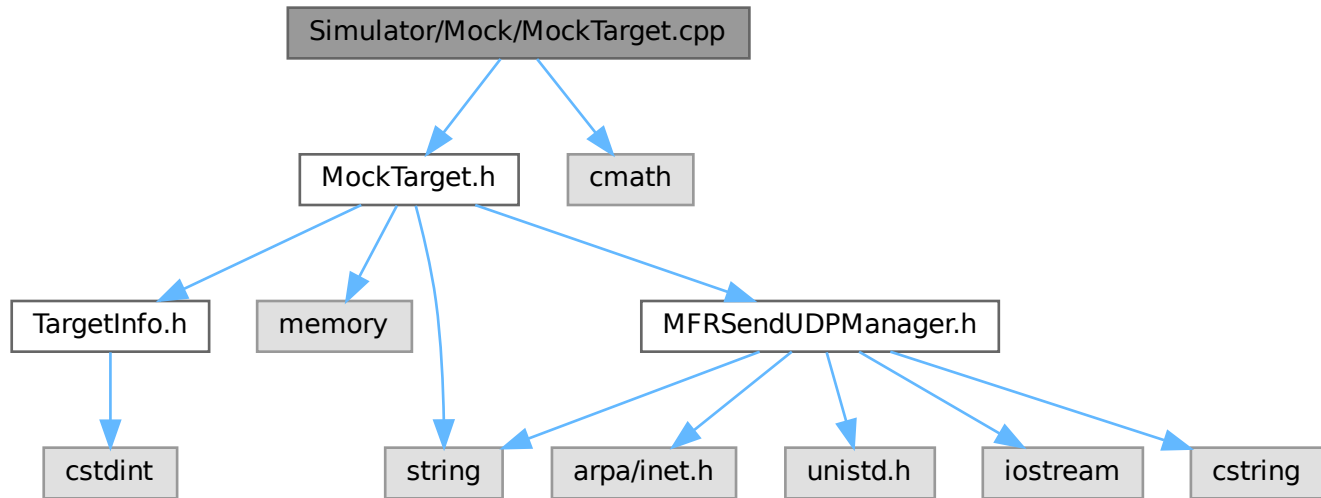 Simulator/Mock/MockTarget.cpp
MockTarget.h
cmath
TargetInfo.h
memory
MFRSendUDPManager.h
cstdint
string
arpa/inet.h
unistd.h
iostream
cstring